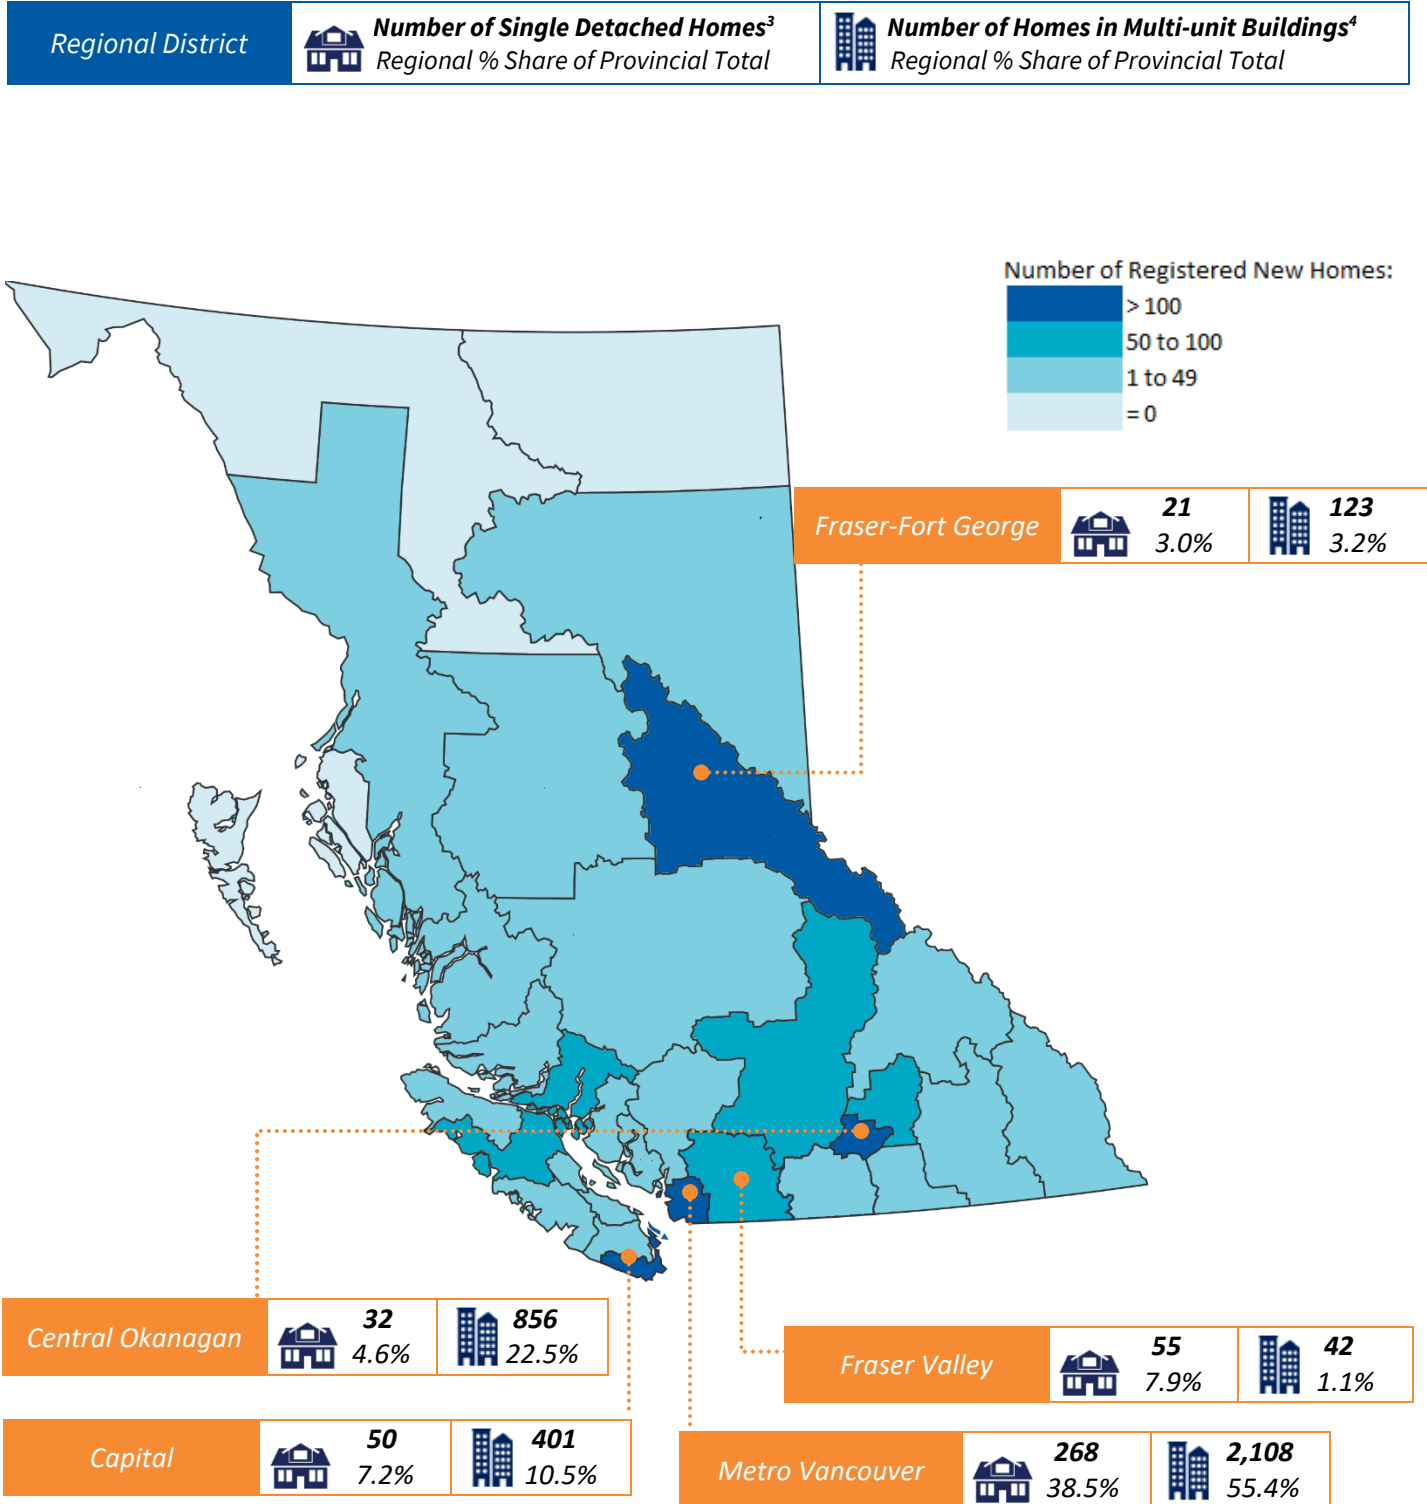 Regional District
Number of Single Detached Homes³
Regional % Share of Provincial Total
Number of Homes in Multi-unit Buildings⁴
Regional % Share of Provincial Total
Number of Registered New Homes:
> 100
50 to 100
1 to 49
= 0
Fraser-Fort George
21
3.0%
123
3.2%
Central Okanagan
32
4.6%
856
22.5%
Fraser Valley
55
7.9%
42
1.1%
Capital
50
7.2%
401
10.5%
Metro Vancouver
268
38.5%
2,108
55.4%